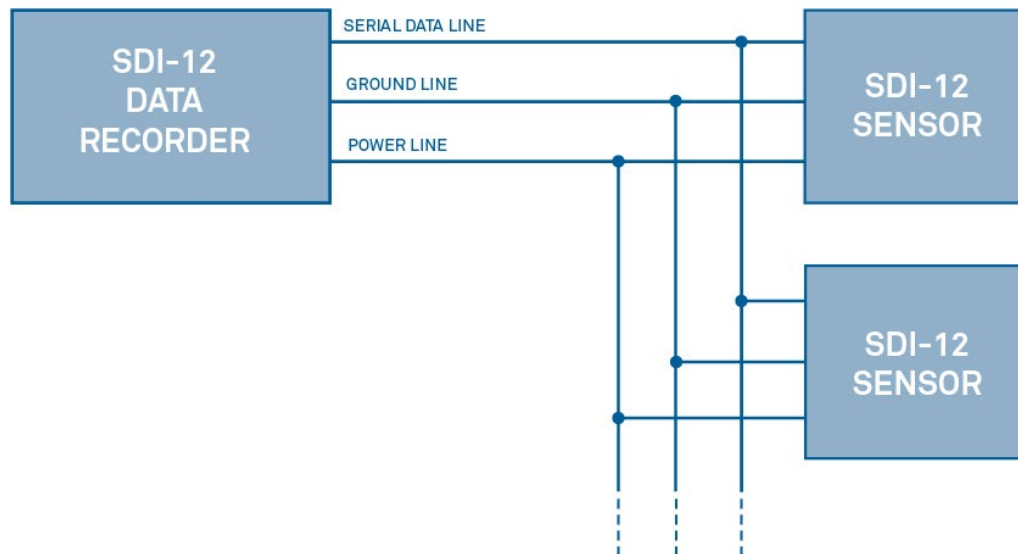 SDI-12
DATA
RECORDER
SERIAL DATA LINE
GROUND LINE
POWER LINE
SDI-12
SENSOR
SDI-12
SENSOR